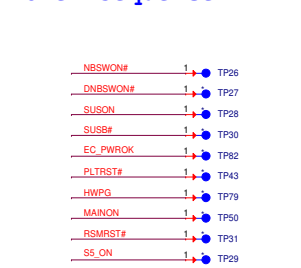 NBSWON# 1 TP26
DNBSWON# 1 TP27
SUSON 1 TP28
SUSB# 1 TP30
EC_PWROK 1 TP82
PLTRST# 1 TP43
HWPG 1 TP79
MAINON 1 TP50
RSMRST# 1 TP31
S5_ON 1 TP29